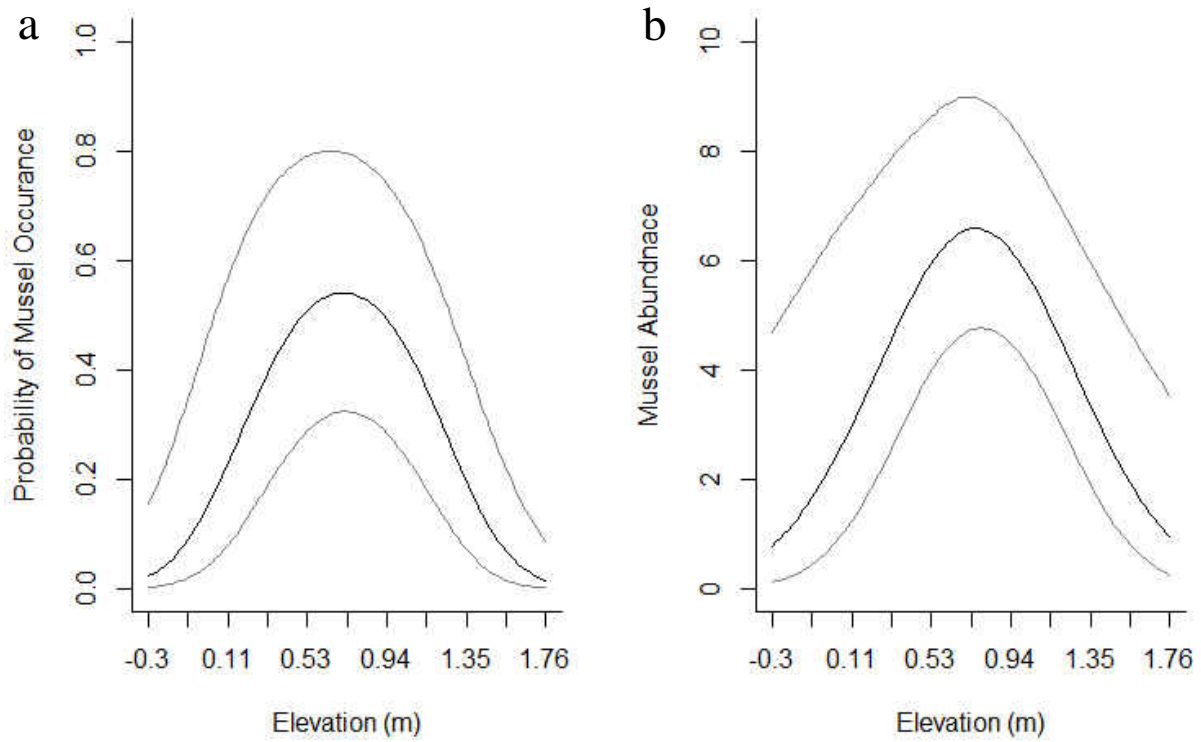 a
Probability of Mussel Occurance
1.0
0.8
0.6
0.4
0.2
0.0
-0.3 0.11 0.53 0.94 1.35 1.76
Elevation (m)
b
Mussel Abundnace
10
8
6
4
2
0
-0.3 0.11 0.53 0.94 1.35 1.76
Elevation (m)